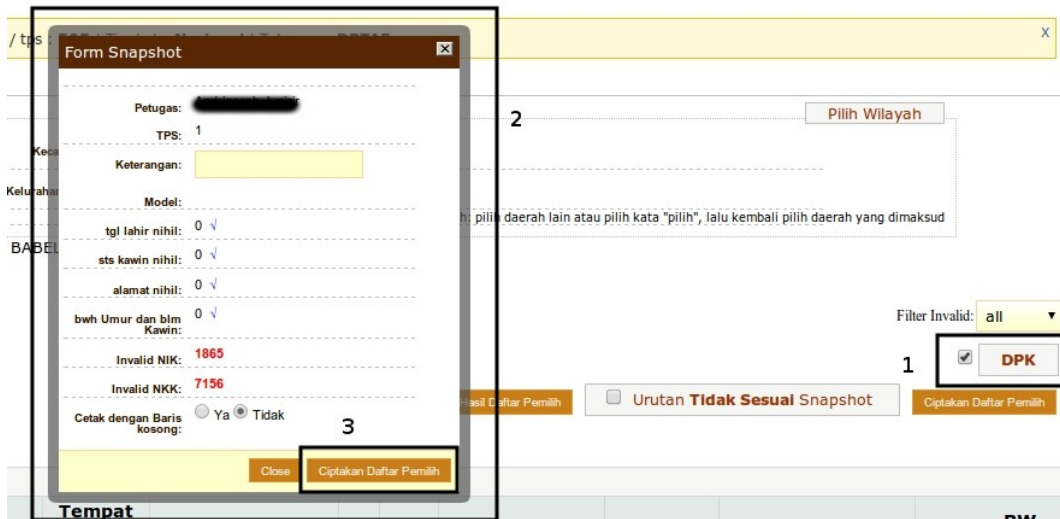 / tps :
X
Form Snapshot
X
Petugas:
TPS: 1
Keterangan:
Model:
tgl lahir nihil: 0 √
sts kawin nihil: 0 √
alamat nihil: 0 √
bwh Umur dan blm
Kawin: 0 √
Invalid NIK: 1865
Invalid NKK: 7156
Cetak dengan Baris
kosong: Ya Tidak
3
Close Ciptakan Daftar Pemilih
2
Pilih Wilayah
Keca
Kelurahan
h: pilih daerah lain atau pilih kata "pilih", lalu kembali pilih daerah yang dimaksud
BABEL
Filter Invalid: all
1 DPK
Hasil Daftar Pemilih Urutan Tidak Sesuai Snapshot Ciptakan Daftar Pemilih
Tempat
RW